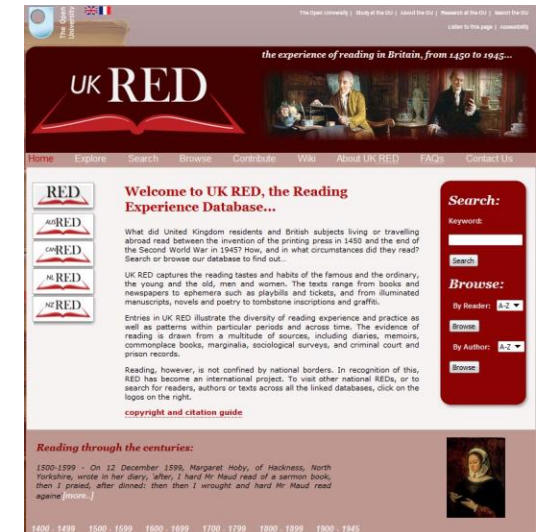 The Open University
The Open University | Study at the OU | About the OU | Research at the OU | Search the OU
Listen to this page | Accessibility
the experience of reading in Britain, from 1450 to 1945...
UK RED
Home Explore Search Browse Contribute Wiki About UK RED FAQs Contact Us
RED
AUSRED
CANRED
NL RED
NZ RED
Welcome to UK RED, the Reading
Experience Database...
What did United Kingdom residents and British subjects living or travelling
abroad read between the invention of the printing press in 1450 and the end of
the Second World War in 1945? How, and in what circumstances did they read?
Search or browse our database to find out...
UK RED captures the reading tastes and habits of the famous and the ordinary,
the young and the old, men and women. The texts range from books and
newspapers to ephemera such as playbills and tickets, and from illuminated
manuscripts, novels and poetry to tombstone inscriptions and graffiti.
Entries in UK RED illustrate the diversity of reading experience and practice as
well as patterns within particular periods and across time. The evidence of
reading is drawn from a multitude of sources, including diaries, memoirs,
commonplace books, marginalia, sociological surveys, and criminal court and
prison records.
Reading, however, is not confined by national borders. In recognition of this,
RED has become an international project. To visit other national REDs, or to
search for readers, authors or texts across all the linked databases, click on the
logos on the right.
copyright and citation guide
Search:
Keyword:
Search
Browse:
By Reader: A-Z
Browse
By Author: A-Z
Browse
Reading through the centuries:
1500-1599 - On 12 December 1599, Margaret Hoby, of Hackness, North
Yorkshire, wrote in her diary, 'after, I hard Mr Maud read of a sermon book,
then I praied, after dinned: then then I wrought and hard Mr Maud read
againe [more..]
1400 - 1499 1500 - 1599 1600 - 1699 1700 - 1799 1800 - 1899 1900 - 1945